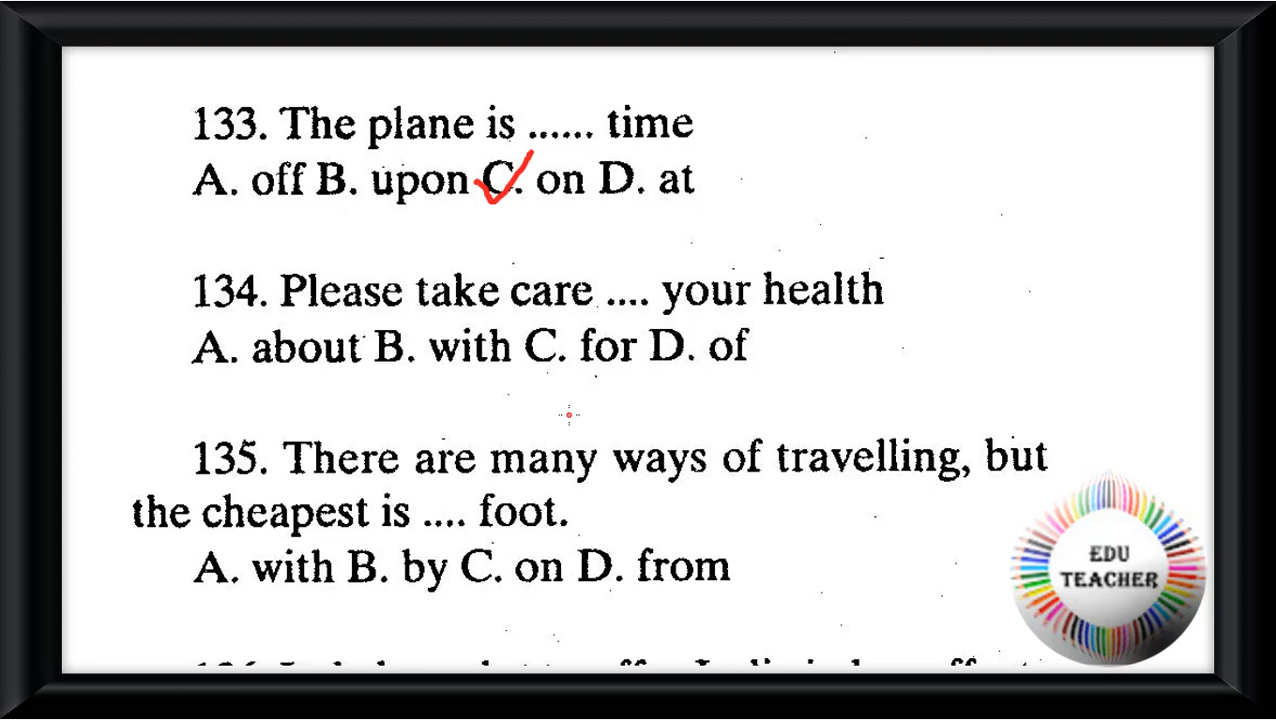 133. The plane is ...... time
A. off B. upon C. on D. at
134. Please take care .... your health
A. about B. with C. for D. of
135. There are many ways of travelling, but
the cheapest is .... foot.
A. with B. by C. on D. from
EDU
TEACHER